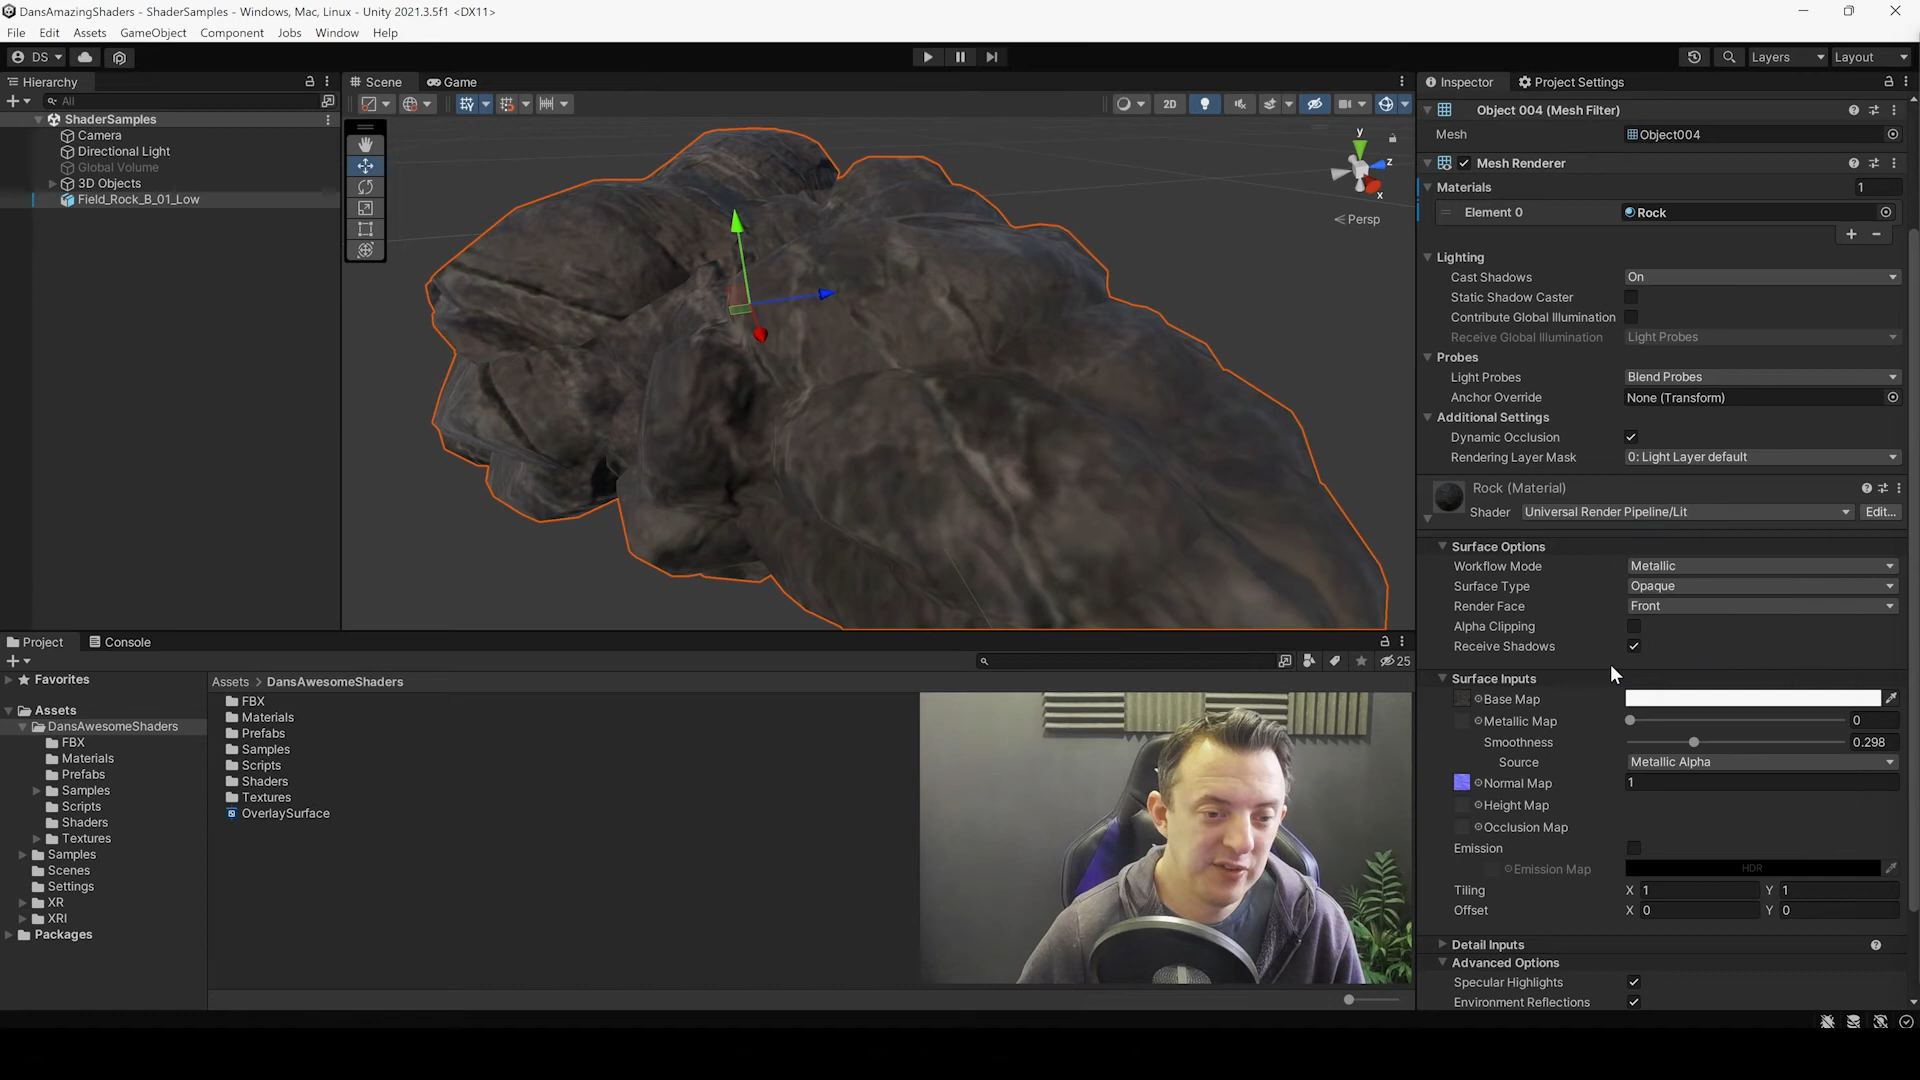 DansAmazingShaders - ShaderSamples - Windows, Mac, Linux - Unity 2021.3.5f1 <DX11>
File Edit Assets GameObject Component Jobs Window Help
DS Layers Layout
Hierarchy
All
ShaderSamples
Camera
Directional Light
Global Volume
3D Objects
Field_Rock_B_01_Low
Scene Game
2D
y
z
x
Persp
Inspector Project Settings
Object 004 (Mesh Filter)
Mesh Object004
Mesh Renderer
Materials 1
Element 0 Rock
Lighting
Cast Shadows On
Static Shadow Caster
Contribute Global Illumination
Receive Global Illumination Light Probes
Probes
Light Probes Blend Probes
Anchor Override None (Transform)
Additional Settings
Dynamic Occlusion
Rendering Layer Mask 0: Light Layer default
Rock (Material)
Shader Universal Render Pipeline/Lit Edit...
Surface Options
Workflow Mode Metallic
Surface Type Opaque
Render Face Front
Alpha Clipping
Receive Shadows
Surface Inputs
Base Map
Metallic Map 0
Smoothness 0.298
Source Metallic Alpha
Normal Map 1
Height Map
Occlusion Map
Emission
Emission Map HDR
Tiling X 1 Y 1
Offset X 0 Y 0
Detail Inputs
Advanced Options
Specular Highlights
Environment Reflections
Project Console
25
Favorites
Assets
DansAwesomeShaders
FBX
Materials
Prefabs
Samples
Scripts
Shaders
Textures
Samples
Scenes
Settings
XR
XRI
Packages
Assets > DansAwesomeShaders
FBX
Materials
Prefabs
Samples
Scripts
Shaders
Textures
OverlaySurface